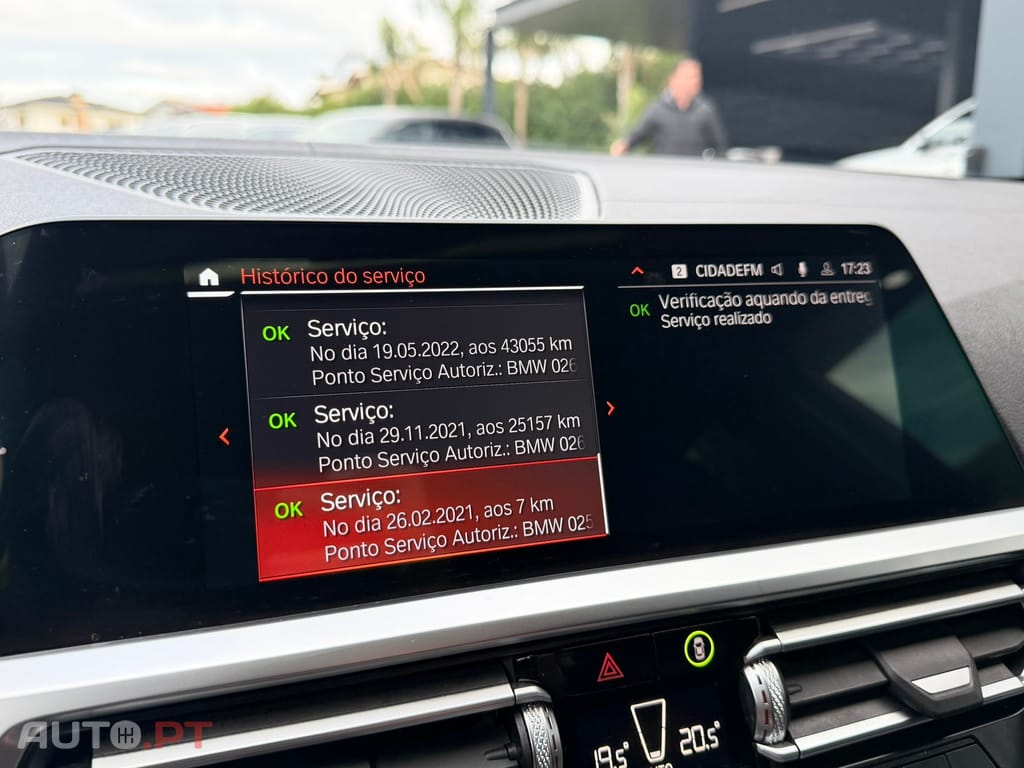 Histórico do serviço
2 CIDADEFM 17:23
OK Serviço:
No dia 19.05.2022, aos 43055 km
Ponto Serviço Autoriz.: BMW 026
OK Serviço:
No dia 29.11.2021, aos 25157 km
Ponto Serviço Autoriz.: BMW 026
OK Serviço:
No dia 26.02.2021, aos 7 km
Ponto Serviço Autoriz.: BMW 025
OK Verificação aquando da entreg
Serviço realizado
19.5° 20.5°
AUTO
AUTO.PT